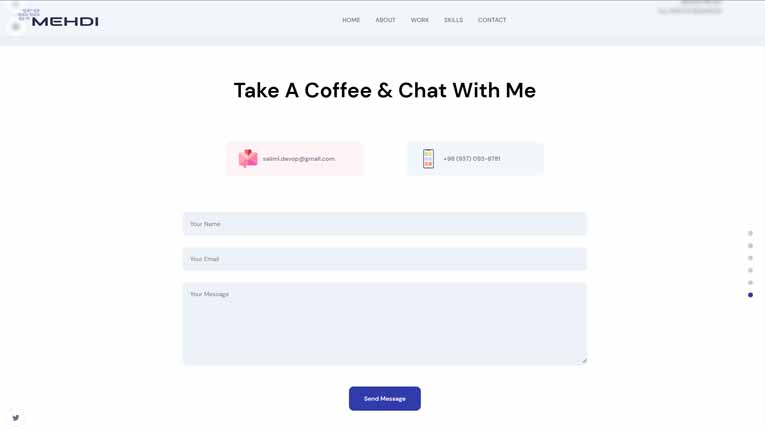 MEHDI
HOME
ABOUT
WORK
SKILLS
CONTACT
Take A Coffee & Chat With Me
salimi.devop@gmail.com
+98 (937) 093-8781
Your Name
Your Email
Your Message
Send Message